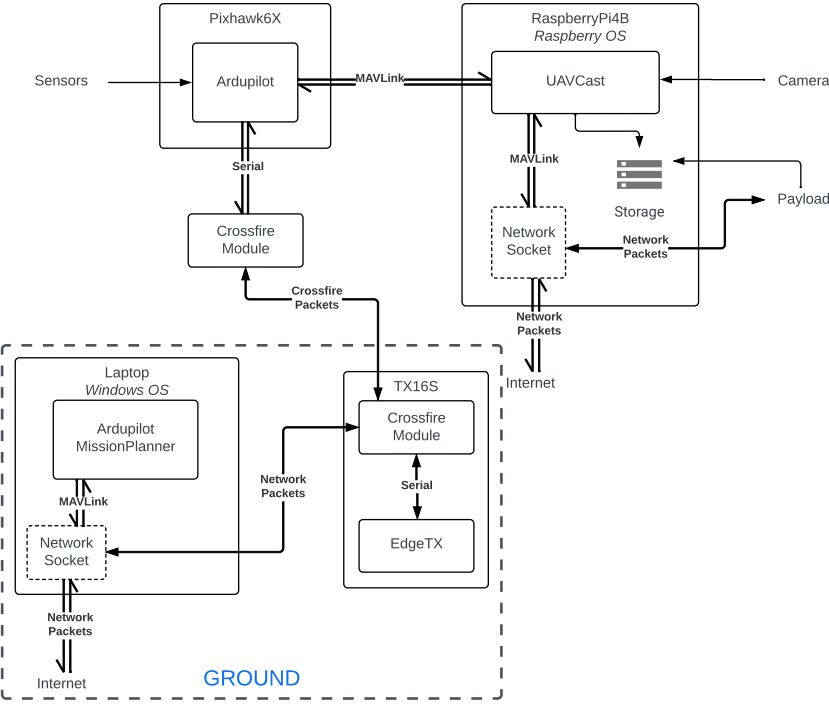 Pixhawk6X
RaspberryPi4B
Raspberry OS
Sensors
Ardupilot
MAVLink
UAVCast
Camera
Serial
MAVLink
Storage
Payload
Crossfire
Module
Network
Socket
Network
Packets
Crossfire
Packets
Network
Packets
Internet
Laptop
Windows OS
TX16S
Ardupilot
MissionPlanner
Crossfire
Module
Network
Packets
Serial
MAVLink
Network
Socket
EdgeTX
Network
Packets
Internet
GROUND